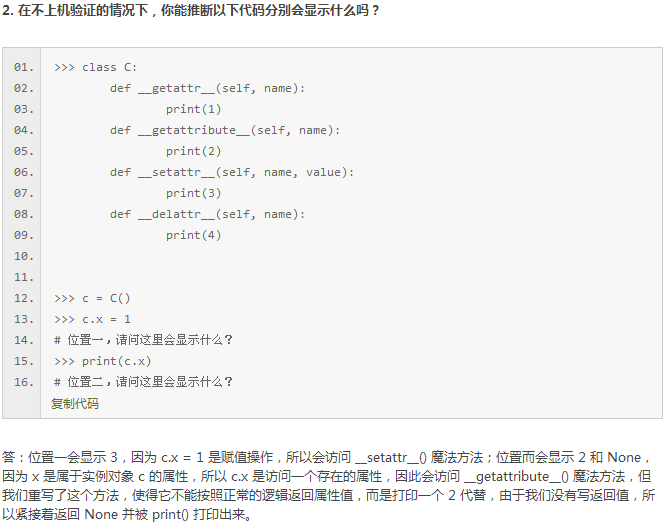 2. 在不上机验证的情况下，你能推断以下代码分别会显示什么吗？
01. >>> class C:
02. def __getattr__(self, name):
03. print(1)
04. def __getattribute__(self, name):
05. print(2)
06. def __setattr__(self, name, value):
07. print(3)
08. def __delattr__(self, name):
09. print(4)
10.
11.
12. >>> c = C()
13. >>> c.x = 1
14. # 位置一，请问这里会显示什么？
15. >>> print(c.x)
16. # 位置二，请问这里会显示什么？
复制代码
答：位置一会显示 3，因为 c.x = 1 是赋值操作，所以会访问 __setattr__() 魔法方法；位置而会显示 2 和 None，
因为 x 是属于实例对象 c 的属性，所以 c.x 是访问一个存在的属性，因此会访问 __getattribute__() 魔法方法，但
我们重写了这个方法，使得它不能按照正常的逻辑返回属性值，而是打印一个 2 代替，由于我们没有写返回值，所
以紧接着返回 None 并被 print() 打印出来。